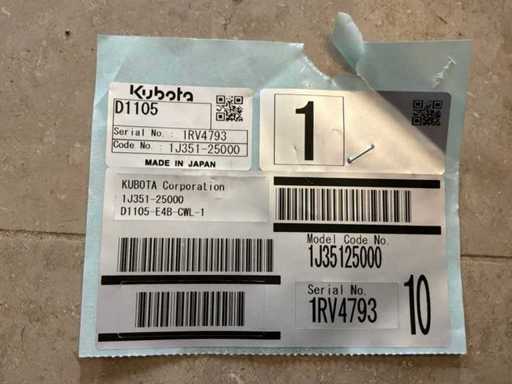 Kubota
D1105
Serial No. : 1RV4793
Code No. : 1J351-25000
MADE IN JAPAN
1
KUBOTA Corporation
1J351-25000
D1105-E4B-CWL-1
Model Code No.
1J35125000
Serial No.
1RV4793
10